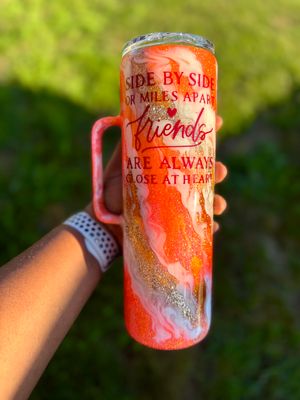 SIDE BY SIDE
OR MILES APART
friends
ARE ALWAYS
CLOSE AT HEART